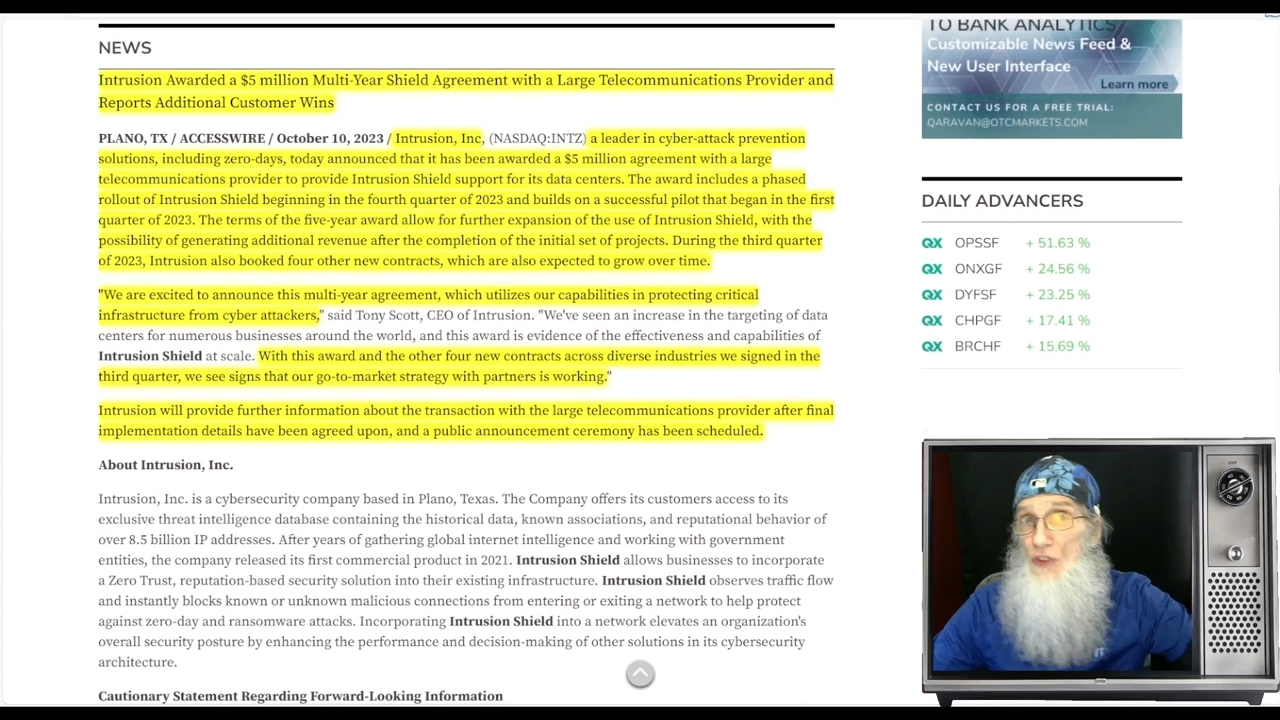 NEWS
Intrusion Awarded a $5 million Multi-Year Shield Agreement with a Large Telecommunications Provider and
Reports Additional Customer Wins
PLANO, TX / ACCESSWIRE / October 10, 2023 / Intrusion, Inc, (NASDAQ:INTZ) a leader in cyber-attack prevention
solutions, including zero-days, today announced that it has been awarded a $5 million agreement with a large
telecommunications provider to provide Intrusion Shield support for its data centers. The award includes a phased
rollout of Intrusion Shield beginning in the fourth quarter of 2023 and builds on a successful pilot that began in the first
quarter of 2023. The terms of the five-year award allow for further expansion of the use of Intrusion Shield, with the
possibility of generating additional revenue after the completion of the initial set of projects. During the third quarter
of 2023, Intrusion also booked four other new contracts, which are also expected to grow over time.
"We are excited to announce this multi-year agreement, which utilizes our capabilities in protecting critical
infrastructure from cyber attackers," said Tony Scott, CEO of Intrusion. "We've seen an increase in the targeting of data
centers for numerous businesses around the world, and this award is evidence of the effectiveness and capabilities of
Intrusion Shield at scale. With this award and the other four new contracts across diverse industries we signed in the
third quarter, we see signs that our go-to-market strategy with partners is working."
Intrusion will provide further information about the transaction with the large telecommunications provider after final
implementation details have been agreed upon, and a public announcement ceremony has been scheduled.
About Intrusion, Inc.
Intrusion, Inc. is a cybersecurity company based in Plano, Texas. The Company offers its customers access to its
exclusive threat intelligence database containing the historical data, known associations, and reputational behavior of
over 8.5 billion IP addresses. After years of gathering global internet intelligence and working with government
entities, the company released its first commercial product in 2021. Intrusion Shield allows businesses to incorporate
a Zero Trust, reputation-based security solution into their existing infrastructure. Intrusion Shield observes traffic flow
and instantly blocks known or unknown malicious connections from entering or exiting a network to help protect
against zero-day and ransomware attacks. Incorporating Intrusion Shield into a network elevates an organization's
overall security posture by enhancing the performance and decision-making of other solutions in its cybersecurity
architecture.
Cautionary Statement Regarding Forward-Looking Information
TO BANK ANALYTICS
Customizable News Feed &
New User Interface
Learn more
CONTACT US FOR A FREE TRIAL:
QARAVAN@OTCMARKETS.COM
DAILY ADVANCERS
QX OPSSF + 51.63 %
QX ONXGF + 24.56 %
QX DYFSF + 23.25 %
QX CHPGF + 17.41 %
QX BRCHF + 15.69 %